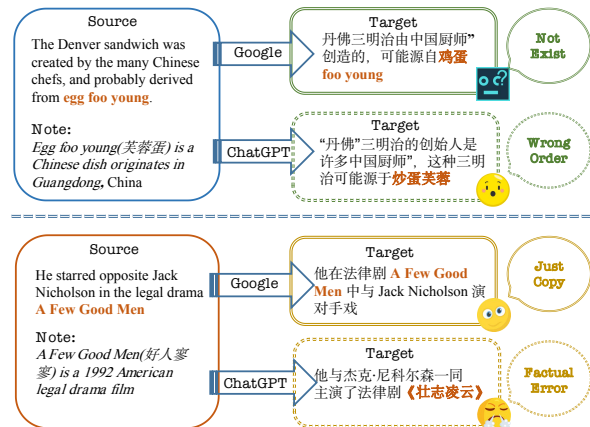 Source
The Denver sandwich was
created by the many Chinese
chefs, and probably derived
from egg foo young.
Note:
Egg foo young(芙蓉蛋) is a
Chinese dish originates in
Guangdong, China
Google
Target
丹佛三明治由中国厨师”
创造的，可能源自鸡蛋
foo young
Not
Exist
ChatGPT
Target
“丹佛”三明治的创始人是
许多中国厨师”，这种三明
治可能源于炒蛋芙蓉
Wrong
Order
Source
He starred opposite Jack
Nicholson in the legal drama
A Few Good Men
Note:
A Few Good Men(好人寥
寥) is a 1992 American
legal drama film
Google
Target
他在法律剧 A Few Good
Men 中与 Jack Nicholson 演
对手戏
Just
Copy
ChatGPT
Target
他与杰克·尼科尔森一同
主演了法律剧《壮志凌云》
Factual
Error